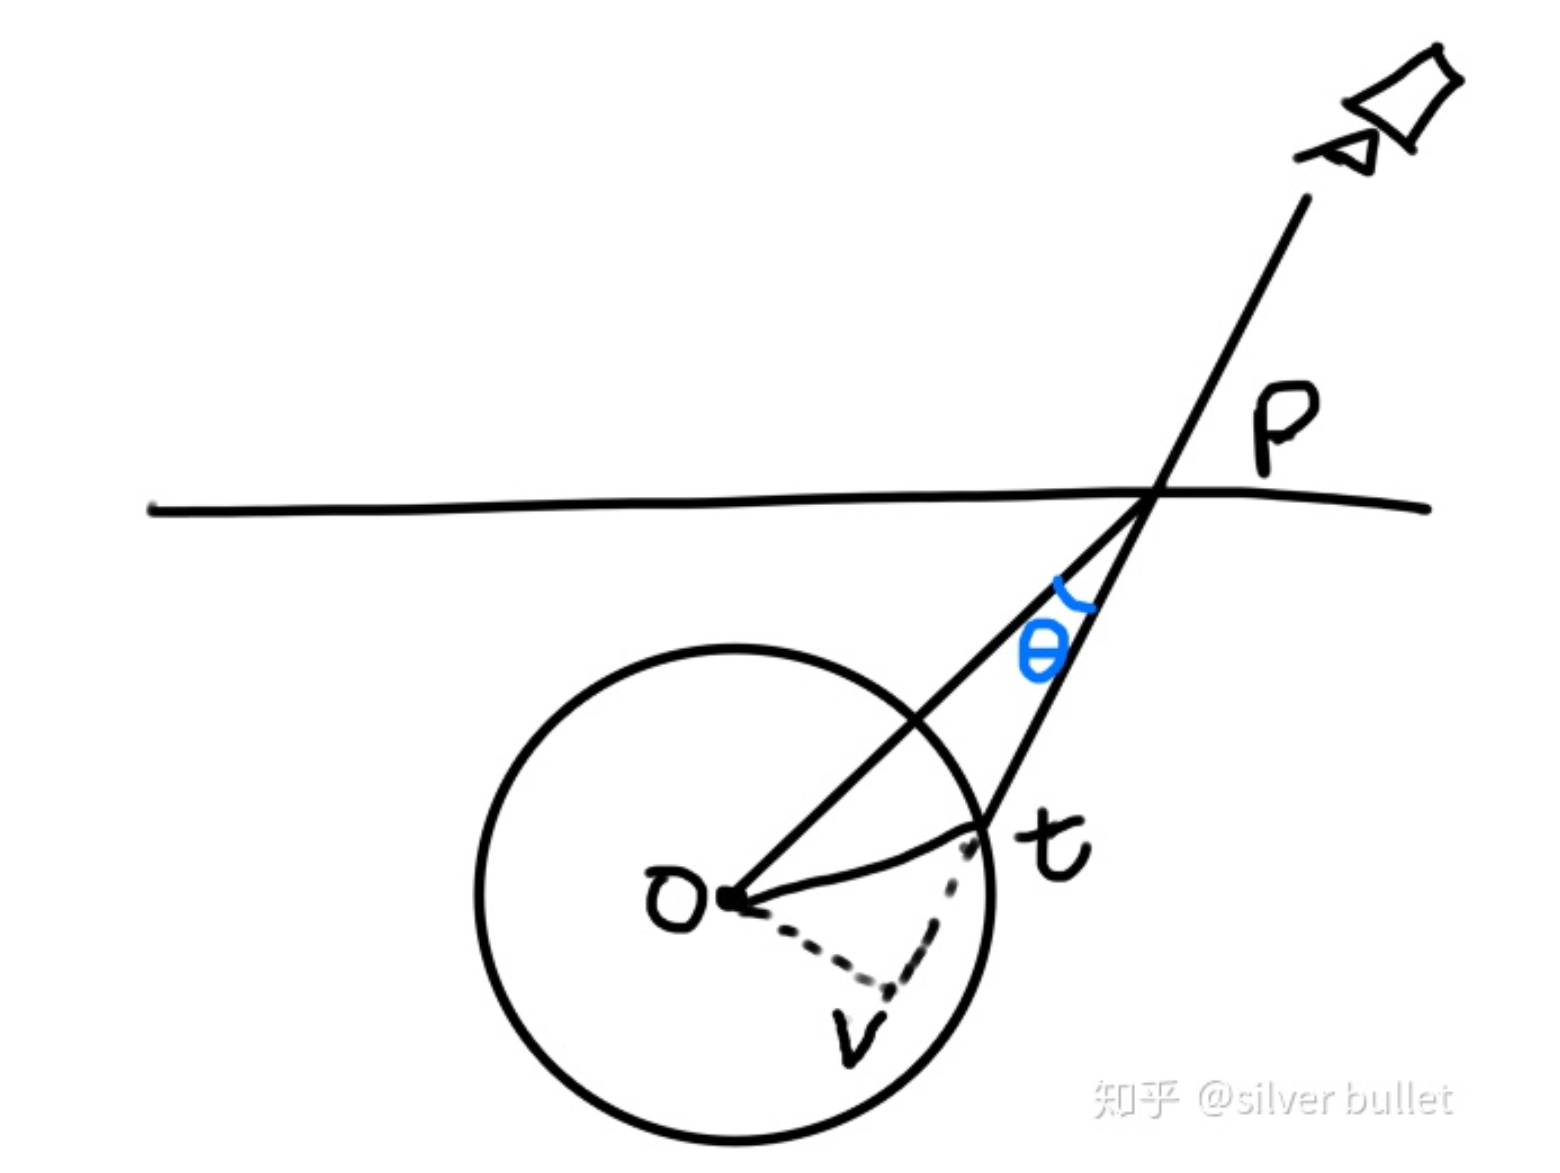 P
θ
t
O
v
知乎 @silver bullet